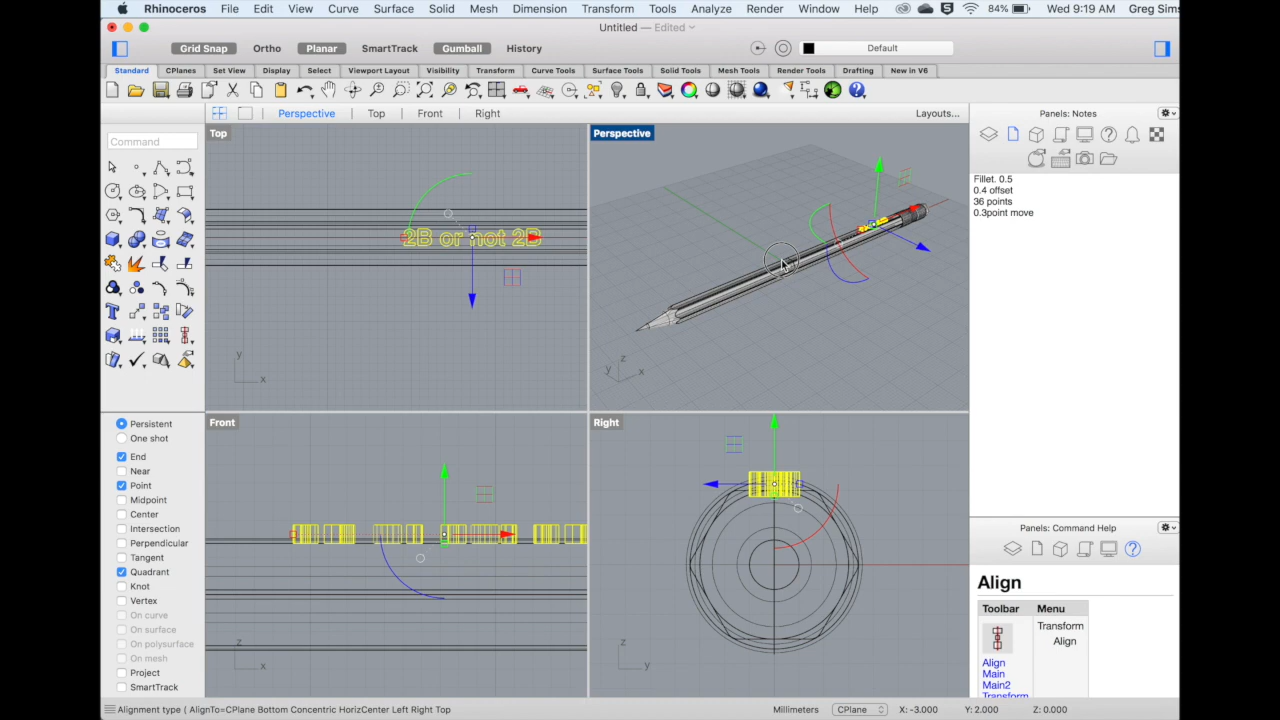 Rhinoceros File Edit View Curve Surface Solid Mesh Dimension Transform Tools Analyze Render Window Help 84% Wed 9:19 AM Greg Sims
Untitled — Edited
Grid Snap Ortho Planar SmartTrack Gumball History Default
Standard CPlanes Set View Display Select Viewport Layout Visibility Transform Curve Tools Surface Tools Solid Tools Mesh Tools Render Tools Drafting New in V6
Perspective Top Front Right Layouts... Panels: Notes
Top Perspective
Command
Fillet. 0.5
0.4 offset
36 points
0.3point move
2B or not 2B
y
x
z
y
x
Front Right
Persistent
One shot
End
Near
Point
Midpoint
Center
Intersection
Perpendicular
Tangent
Quadrant
Knot
Vertex
On curve
On surface
On polysurface
On mesh
Project
SmartTrack
z
x
z
y
Panels: Command Help
Align
Toolbar Menu
Transform
Align
Align
Main
Main2
Transform
Alignment type ( AlignTo=CPlane Bottom Concentric HorizCenter Left Right Top Millimeters CPlane X: -3.000 Y: 2.000 Z: 0.000